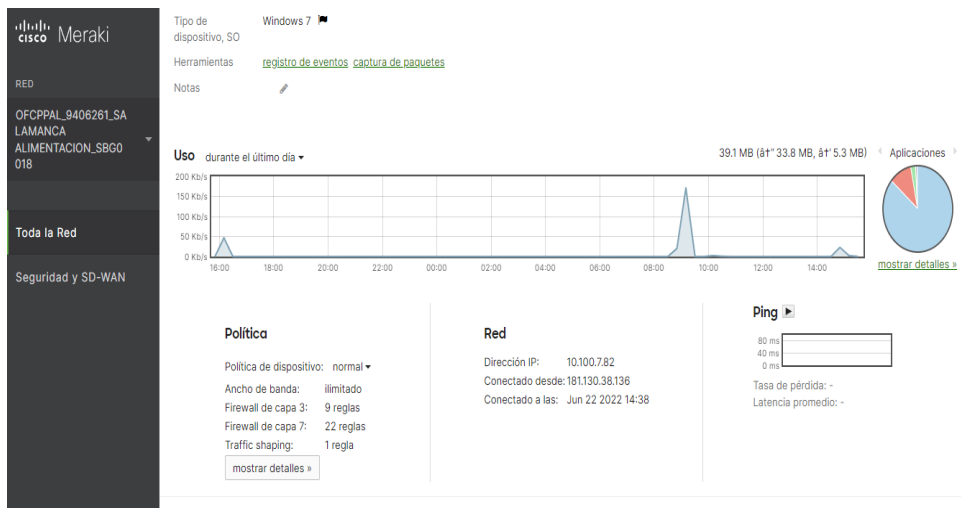 cisco Meraki
RED
OFCPPAL_9406261_SA
LAMANCA
ALIMENTACION_SBG0
018
Toda la Red
Seguridad y SD-WAN
Tipo de
dispositivo, SO
Windows 7
Herramientas registro de eventos captura de paquetes
Notas
Uso durante el último día
39.1 MB (â†“ 33.8 MB, â†‘ 5.3 MB)
Aplicaciones
200 Kb/s
150 Kb/s
100 Kb/s
50 Kb/s
0 Kb/s
16:00 18:00 20:00 22:00 00:00 02:00 04:00 06:00 08:00 10:00 12:00 14:00
mostrar detalles »
Política
Política de dispositivo: normal
Ancho de banda: ilimitado
Firewall de capa 3: 9 reglas
Firewall de capa 7: 22 reglas
Traffic shaping: 1 regla
mostrar detalles »
Red
Dirección IP: 10.100.7.82
Conectado desde: 181.130.38.136
Conectado a las: Jun 22 2022 14:38
Ping
80 ms
40 ms
0 ms
Tasa de pérdida: -
Latencia promedio: -